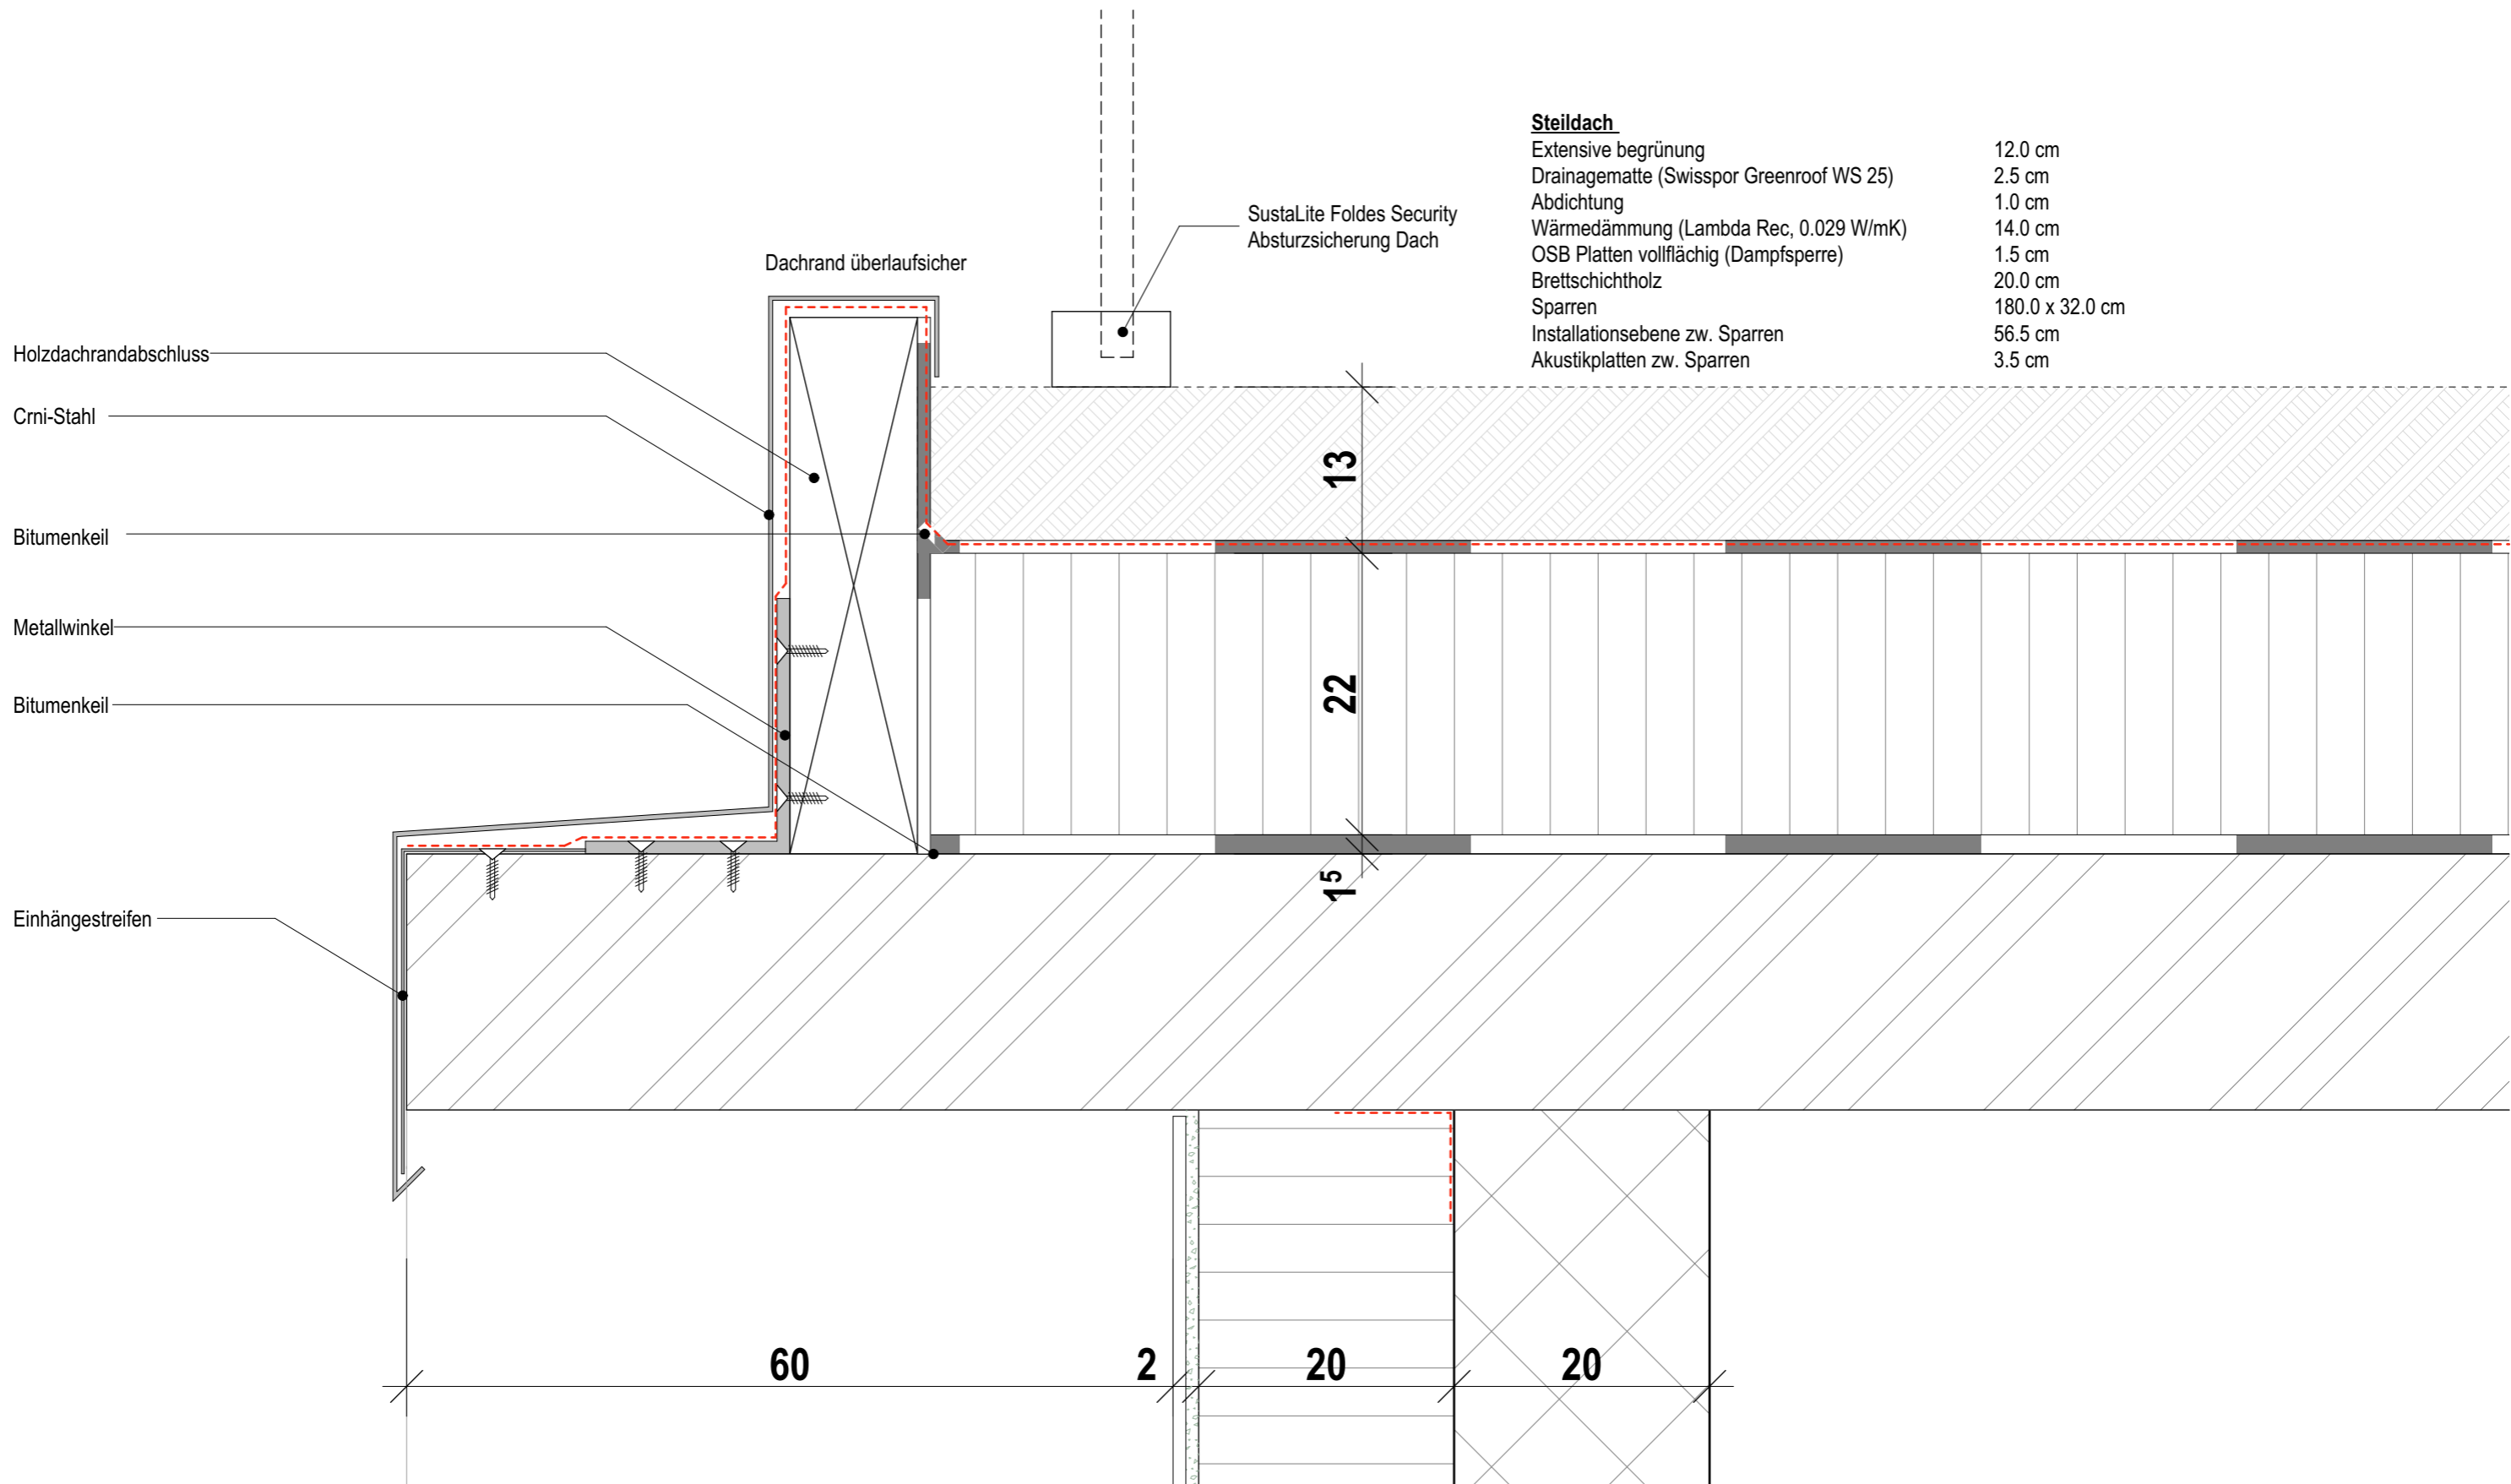 Steildach
Extensive begrünung 12.0 cm
Drainagematte (Swisspor Greenroof WS 25) 2.5 cm
Abdichtung 1.0 cm
Wärmedämmung (Lambda Rec, 0.029 W/mK) 14.0 cm
OSB Platten vollflächig (Dampfsperre) 1.5 cm
Brettschichtholz 20.0 cm
Sparren 180.0 x 32.0 cm
Installationsebene zw. Sparren 56.5 cm
Akustikplatten zw. Sparren 3.5 cm
SustaLite Foldes Security
Absturzsicherung Dach
Dachrand überlaufsicher
Holzdachrandabschluss
Crni-Stahl
Bitumenkeil
Metallwinkel
Bitumenkeil
Einhängestreifen
13
22
1⁵
60 2 20 20